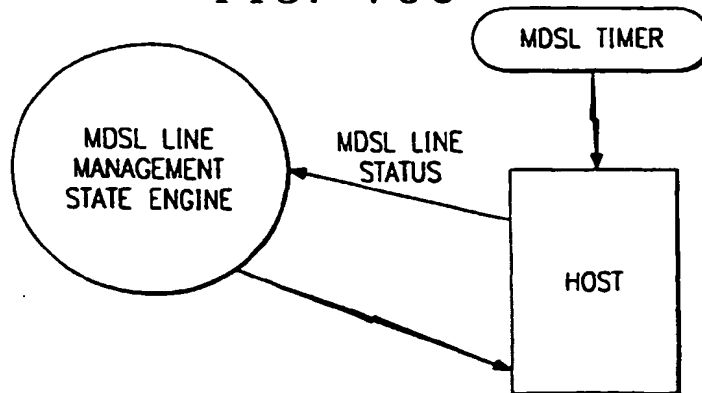 MDSL TIMER
MDSL LINE
MANAGEMENT
STATE ENGINE
MDSL LINE
STATUS
HOST